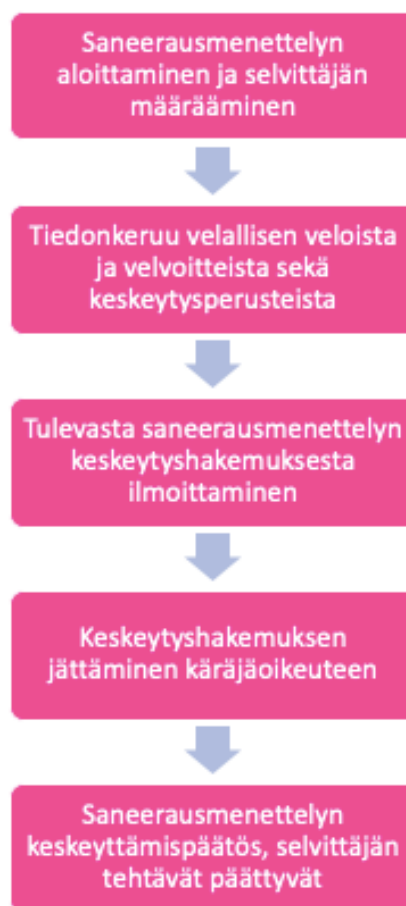 Saneerausmenettelyn
aloittaminen ja selvittäjän
määrääminen
Tiedonkeruu velallisen veloista
ja velvoitteista sekä
keskeytysperusteista
Tulevasta saneerausmenettelyn
keskeytyshakemuksesta
ilmoittaminen
Keskeytyshakemuksen
jättäminen käräjäoikeuteen
Saneerausmenettelyn
keskeyttämispäätös, selvittäjän
tehtävät päättyvät